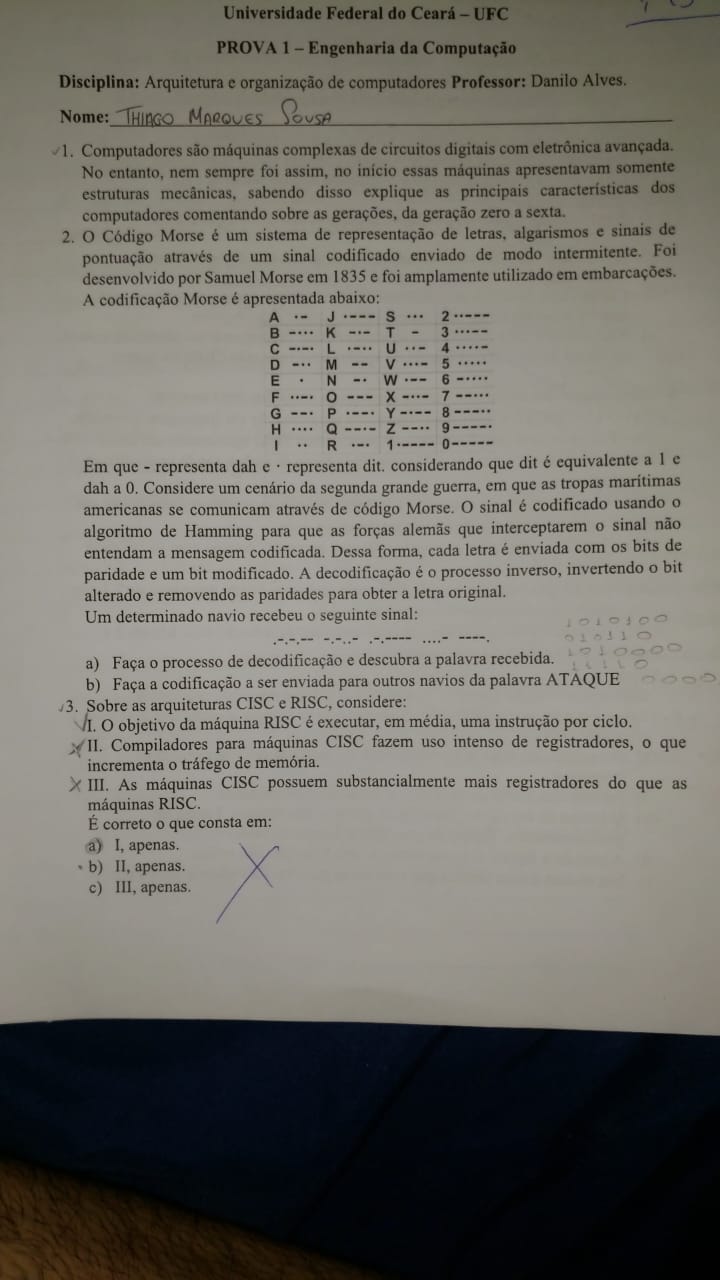 Universidade Federal do Ceará – UFC
PROVA 1 – Engenharia da Computação
Disciplina: Arquitetura e organização de computadores Professor: Danilo Alves.
Nome: THIAGO MARQUES SOUSA
1. Computadores são máquinas complexas de circuitos digitais com eletrônica avançada.
No entanto, nem sempre foi assim, no início essas máquinas apresentavam somente
estruturas mecânicas, sabendo disso explique as principais características dos
computadores comentando sobre as gerações, da geração zero a sexta.
2. O Código Morse é um sistema de representação de letras, algarismos e sinais de
pontuação através de um sinal codificado enviado de modo intermitente. Foi
desenvolvido por Samuel Morse em 1835 e foi amplamente utilizado em embarcações.
A codificação Morse é apresentada abaixo:
A ·- J ·--- S ··· 2 ··---
B -··· K -·- T - 3 ···--
C -·-· L ·-·· U ··- 4 ····-
D -·· M -- V ···- 5 ·····
E · N -· W ·-- 6 -····
F ··-· O --- X -··- 7 --···
G --· P ·--· Y -·-- 8 ---··
H ···· Q --·- Z --·· 9 ----·
I ·· R ·-· 1 ·---- 0 -----
Em que - representa dah e · representa dit. considerando que dit é equivalente a 1 e
dah a 0. Considere um cenário da segunda grande guerra, em que as tropas marítimas
americanas se comunicam através de código Morse. O sinal é codificado usando o
algoritmo de Hamming para que as forças alemãs que interceptarem o sinal não
entendam a mensagem codificada. Dessa forma, cada letra é enviada com os bits de
paridade e um bit modificado. A decodificação é o processo inverso, invertendo o bit
alterado e removendo as paridades para obter a letra original.
Um determinado navio recebeu o seguinte sinal:
.-.-.-- -.-..- .-.---- ....- ----.
1010100
010110
1010000
11110
0000
a) Faça o processo de decodificação e descubra a palavra recebida.
b) Faça a codificação a ser enviada para outros navios da palavra ATAQUE
3. Sobre as arquiteturas CISC e RISC, considere:
I. O objetivo da máquina RISC é executar, em média, uma instrução por ciclo.
II. Compiladores para máquinas CISC fazem uso intenso de registradores, o que
incrementa o tráfego de memória.
III. As máquinas CISC possuem substancialmente mais registradores do que as
máquinas RISC.
É correto o que consta em:
a) I, apenas.
b) II, apenas.
c) III, apenas.